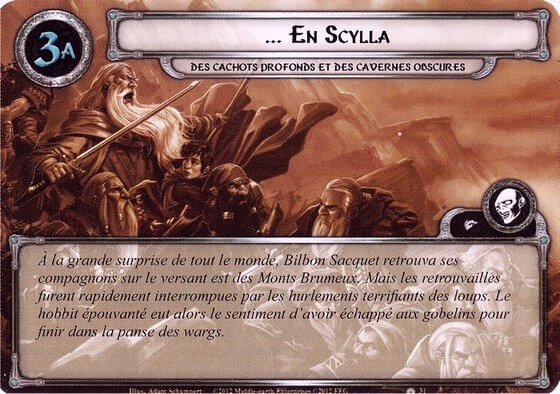 3A
... En Scylla
Des cachots profonds et des cavernes obscures
À la grande surprise de tout le monde, Bilbon Sacquet retrouva ses
compagnons sur le versant est des Monts Brumeux. Mais les retrouvailles
furent rapidement interrompues par les hurlements terrifiants des loups. Le
hobbit épouvanté eut alors le sentiment d'avoir échappé aux gobelins pour
finir dans la panse des wargs.
Illus. Adam Schumpert ©2012 Middle-earth Enterprises ©2012 FFG 31